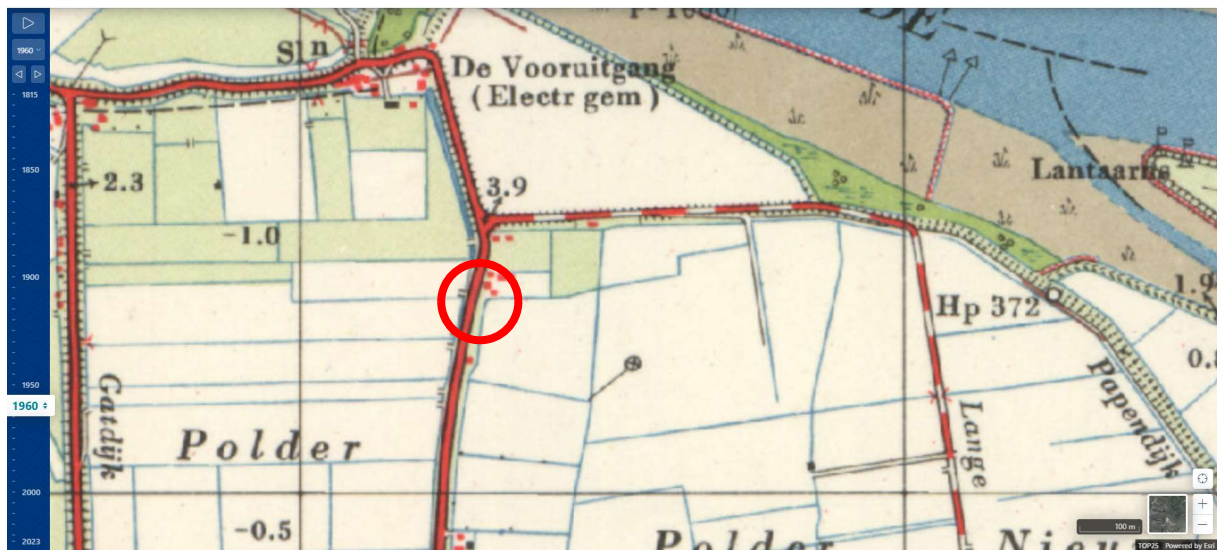 1960
1815
1850
1900
1950
1960
2000
2023
Sln
De Vooruitgang
(Electr gem)
DE
2.3
3.9
-1.0
Lantaarns
1.9
Hp 372
0.8
Gatdijk
Polder
Lange
Papendijk
-0.5
Polder
Nieu
100 m
TOP25 Powered by Esri